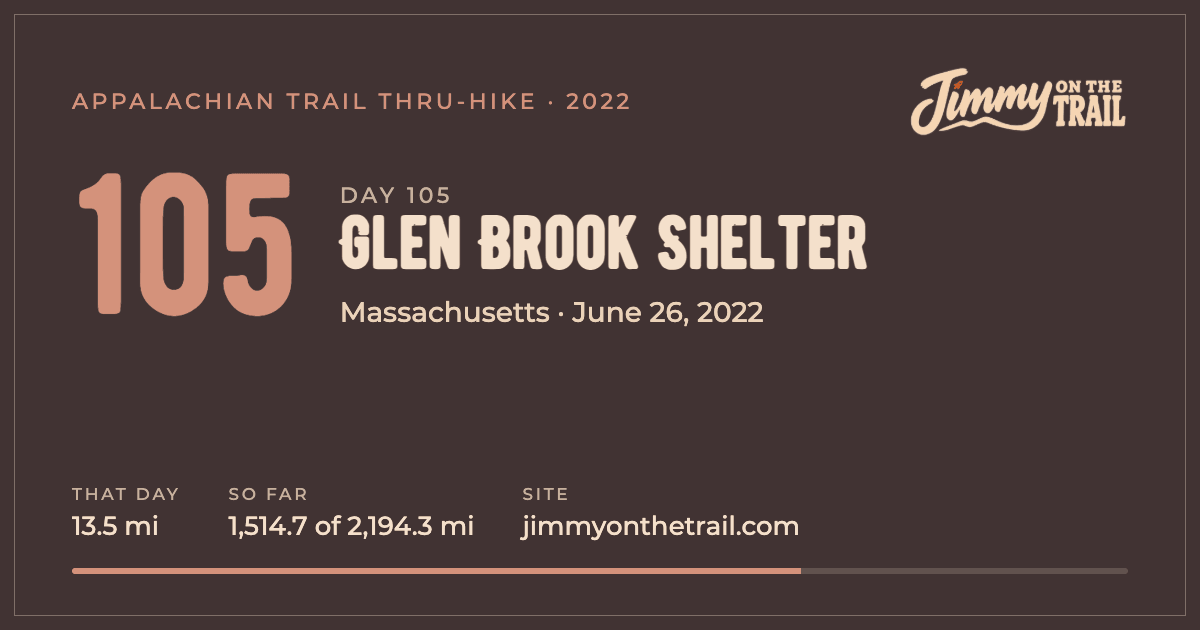 APPALACHIAN TRAIL THRU-HIKE · 2022
Jimmy ON THE TRAIL
105
DAY 105
GLEN BROOK SHELTER
Massachusetts · June 26, 2022
THAT DAY
13.5 mi
SO FAR
1,514.7 of 2,194.3 mi
SITE
jimmyonthetrail.com